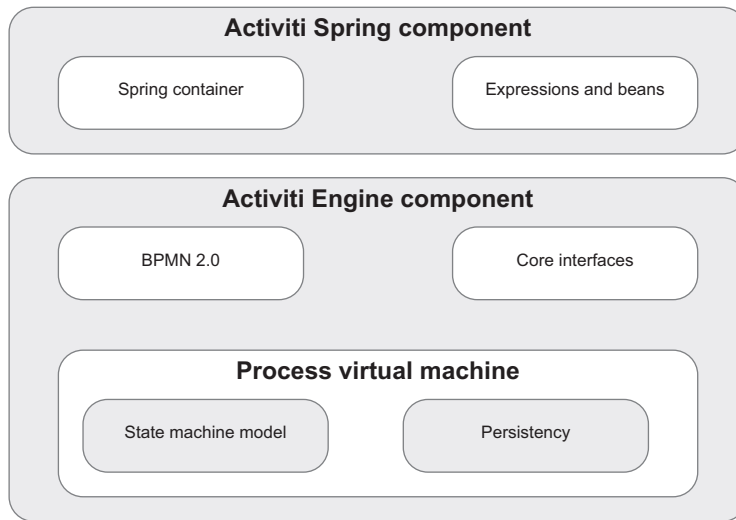 Activiti Spring component
Spring container
Expressions and beans
Activiti Engine component
BPMN 2.0
Core interfaces
Process virtual machine
State machine model
Persistency